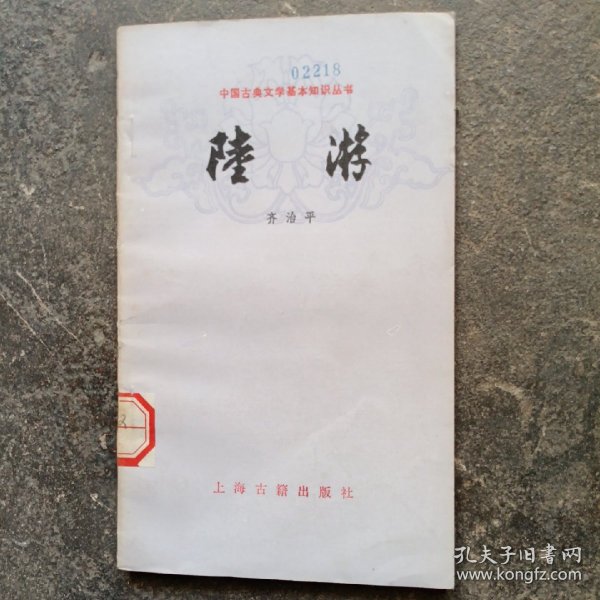 02218
中国古典文学基本知识丛书
陸游
齐治平
上海古籍出版社
孔夫子旧书网
www.kongfz.com